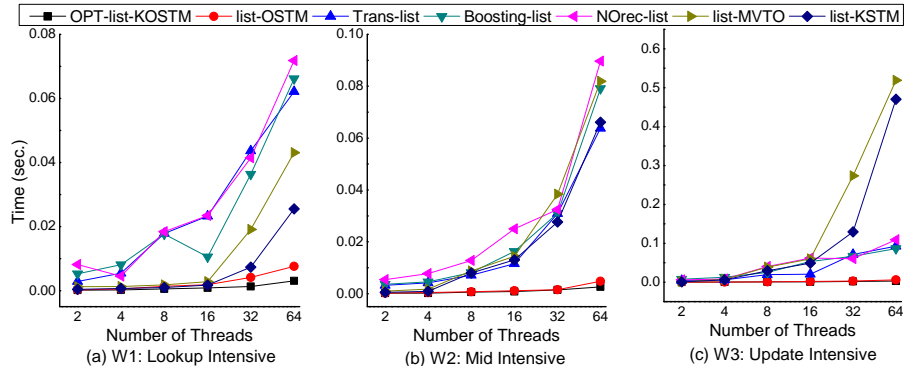 OPT-list-KOSTM list-OSTM Trans-list Boosting-list NOrec-list list-MVTO list-KSTM
0.08
0.06
0.04
0.02
0.00
Time (sec.)
2 4 8 16 32 64
Number of Threads
(a) W1: Lookup Intensive
0.10
0.08
0.06
0.04
0.02
0.00
2 4 8 16 32 64
Number of Threads
(b) W2: Mid Intensive
0.6
0.5
0.4
0.3
0.2
0.1
0.0
2 4 8 16 32 64
Number of Threads
(c) W3: Update Intensive